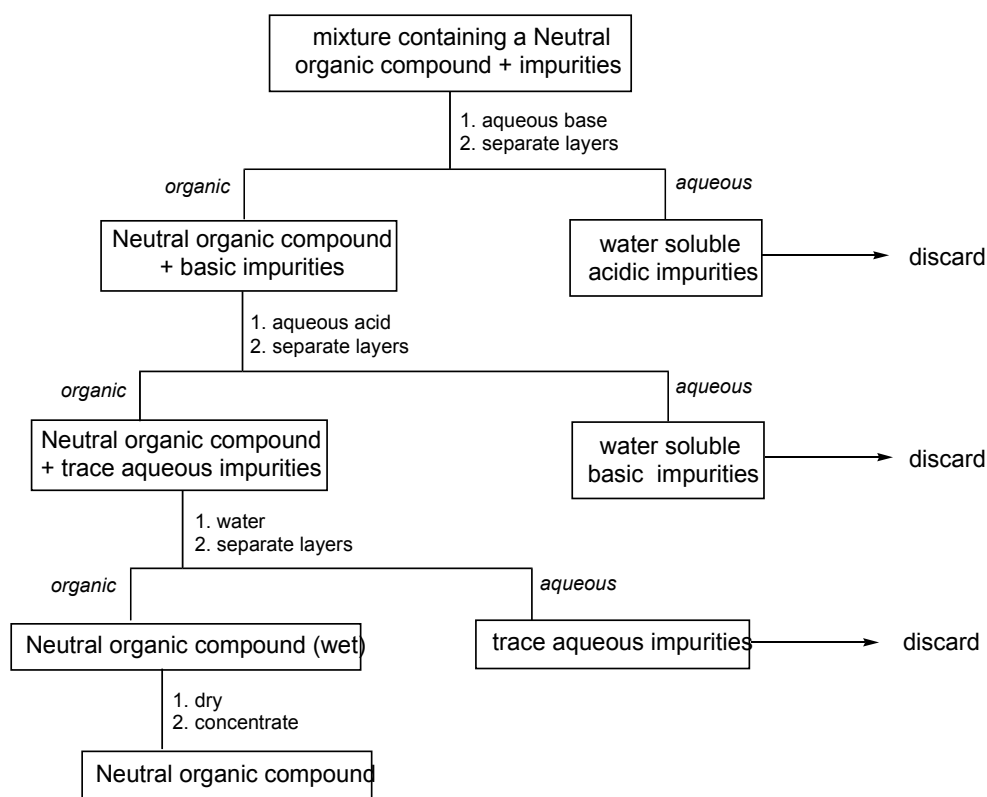 mixture containing a Neutral
organic compound + impurities
1. aqueous base
2. separate layers
organic
aqueous
Neutral organic compound
+ basic impurities
water soluble
acidic impurities
discard
1. aqueous acid
2. separate layers
organic
aqueous
Neutral organic compound
+ trace aqueous impurities
water soluble
basic impurities
discard
1. water
2. separate layers
organic
aqueous
Neutral organic compound (wet)
trace aqueous impurities
discard
1. dry
2. concentrate
Neutral organic compound